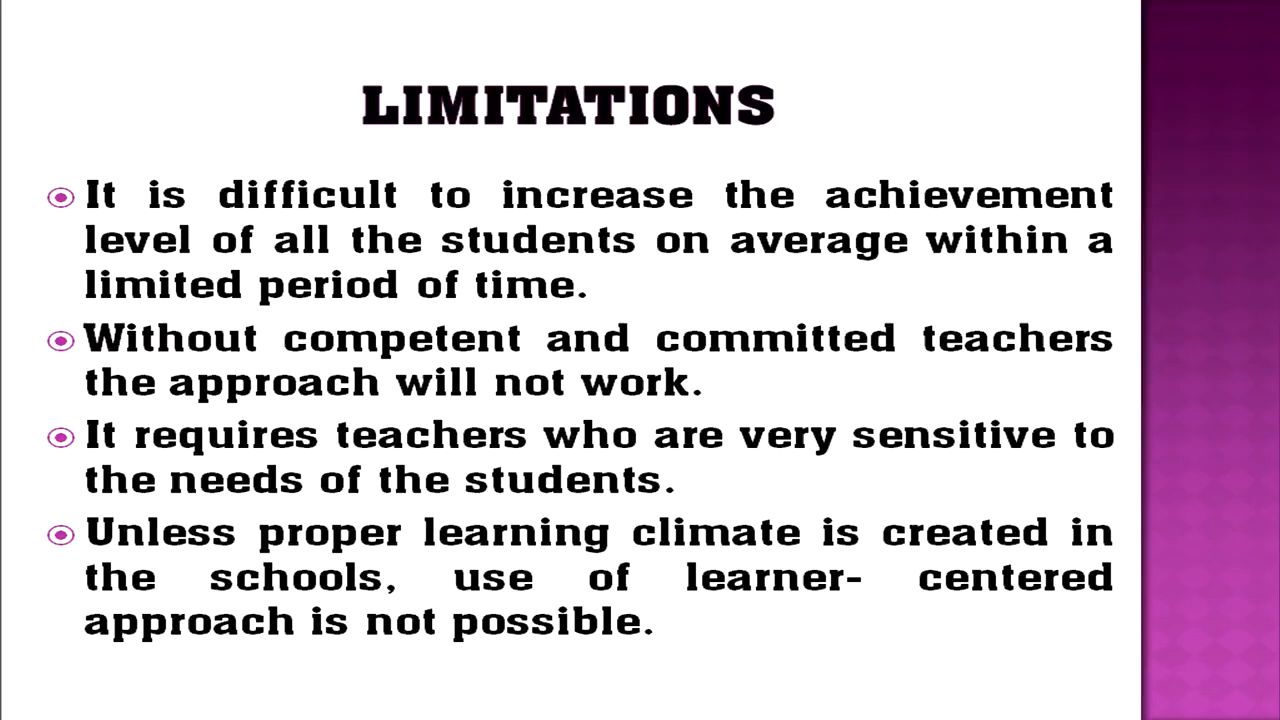 LIMITATIONS
It is difficult to increase the achievement
level of all the students on average within a
limited period of time.
Without competent and committed teachers
the approach will not work.
It requires teachers who are very sensitive to
the needs of the students.
Unless proper learning climate is created in
the schools, use of learner- centered
approach is not possible.